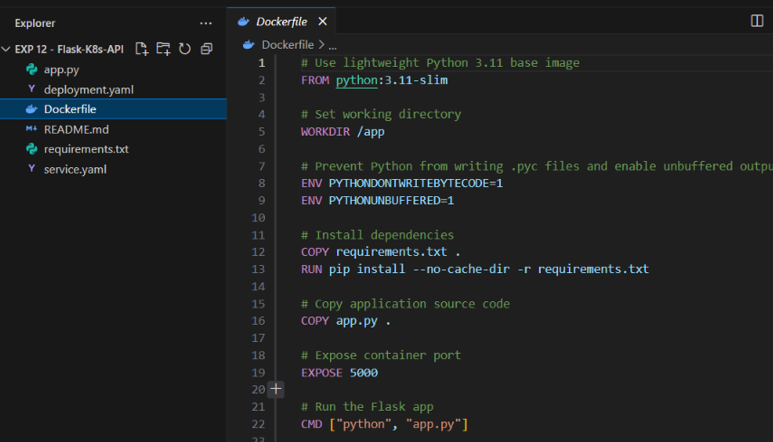 Explorer
...
EXP 12 - Flask-K8s-API
app.py
Y deployment.yaml
Dockerfile
M↓ README.md
requirements.txt
Y service.yaml
Dockerfile ×
Dockerfile > ...
1 # Use lightweight Python 3.11 base image
2 FROM python:3.11-slim
3
4 # Set working directory
5 WORKDIR /app
6
7 # Prevent Python from writing .pyc files and enable unbuffered outpu
8 ENV PYTHONDONTWRITEBYTECODE=1
9 ENV PYTHONUNBUFFERED=1
10
11 # Install dependencies
12 COPY requirements.txt .
13 RUN pip install --no-cache-dir -r requirements.txt
14
15 # Copy application source code
16 COPY app.py .
17
18 # Expose container port
19 EXPOSE 5000
20
21 # Run the Flask app
22 CMD ["python", "app.py"]
23